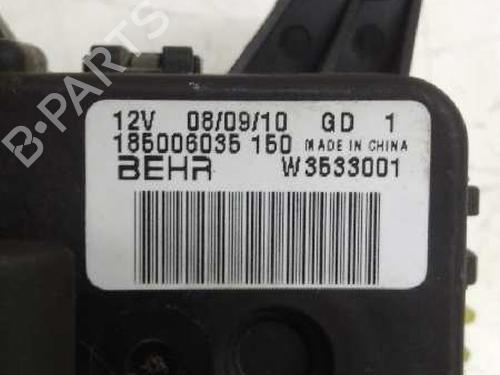 B-PARTS
12V 08/09/10 GD 1
185006035 150 MADE IN CHINA
BEHR W3533001